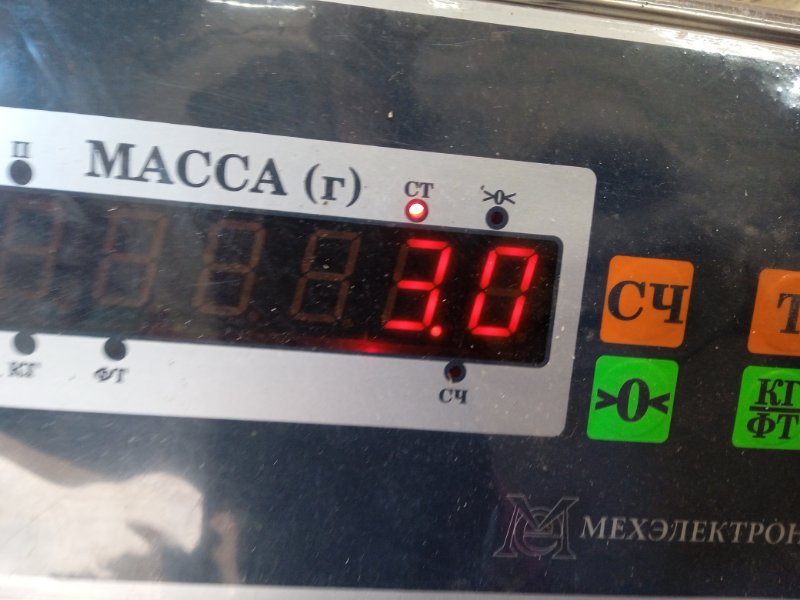 П
МАССА (г)
СТ
>0<
3.0
СЧ
Т
КГ
ФТ
СЧ
>0<
КГ
ФТ
МЕХЭЛЕКТРОН